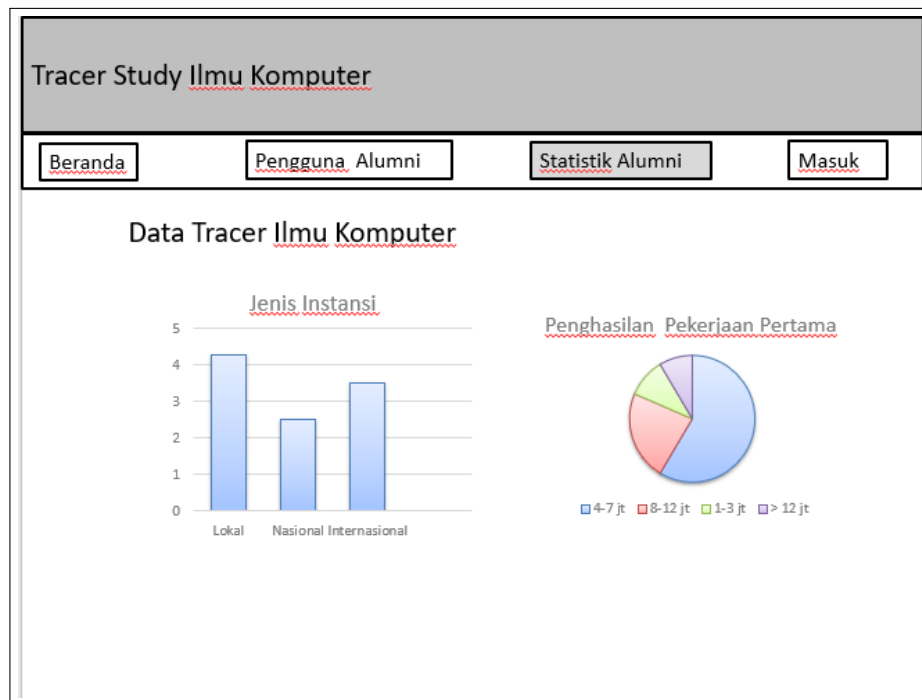 Tracer Study Ilmu Komputer
Beranda
Pengguna Alumni
Statistik Alumni
Masuk
Data Tracer Ilmu Komputer
Jenis Instansi
5
4
3
2
1
0
Lokal
Nasional
Internasional
Penghasilan Pekerjaan Pertama
4-7 jt
8-12 jt
1-3 jt
> 12 jt